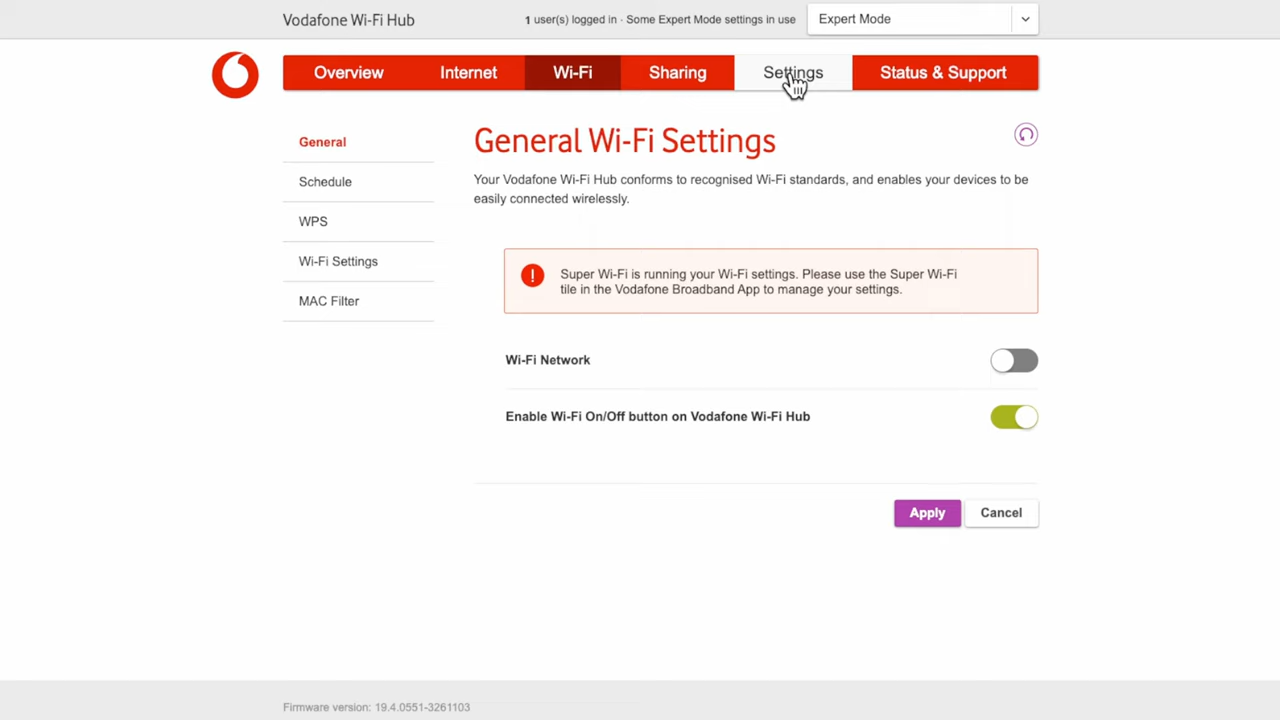 Vodafone Wi-Fi Hub
1 user(s) logged in · Some Expert Mode settings in use
Expert Mode
Overview
Internet
Wi-Fi
Sharing
Settings
Status & Support
General
Schedule
WPS
Wi-Fi Settings
MAC Filter
General Wi-Fi Settings
Your Vodafone Wi-Fi Hub conforms to recognised Wi-Fi standards, and enables your devices to be
easily connected wirelessly.
Super Wi-Fi is running your Wi-Fi settings. Please use the Super Wi-Fi
tile in the Vodafone Broadband App to manage your settings.
Wi-Fi Network
Enable Wi-Fi On/Off button on Vodafone Wi-Fi Hub
Apply
Cancel
Firmware version: 19.4.0551-3261103